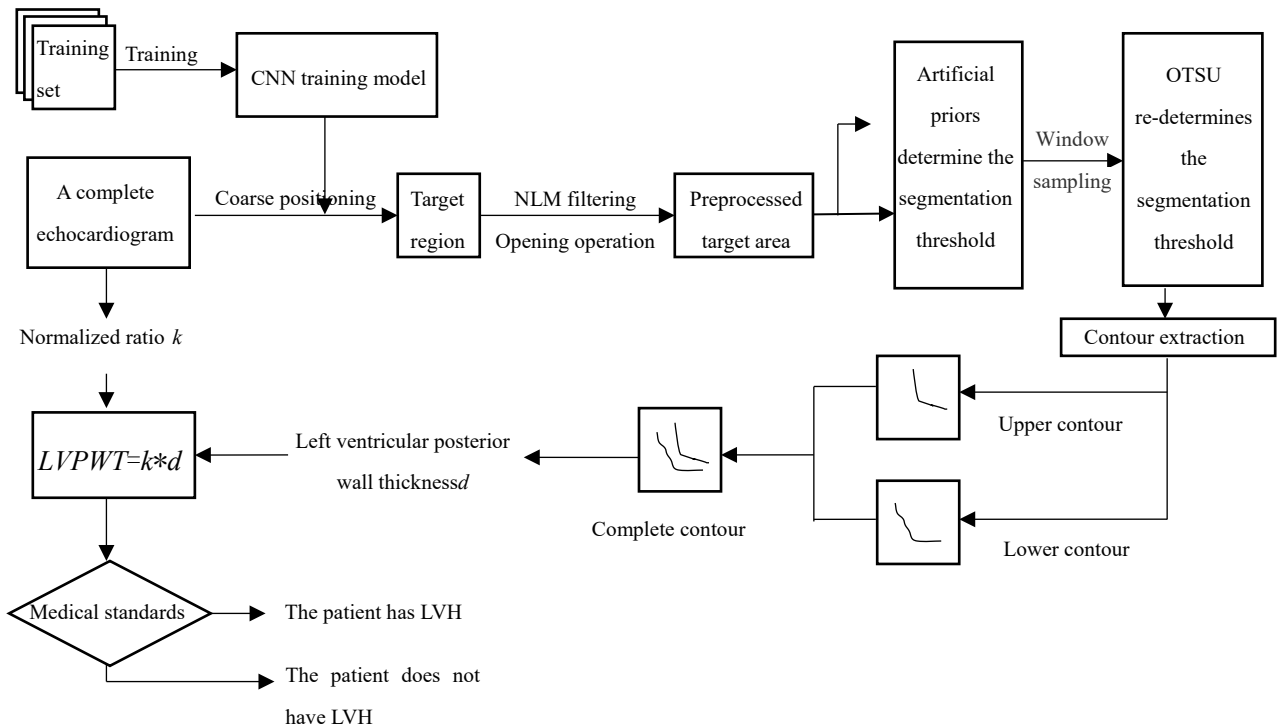 Training
set
Training
CNN training model
A complete
echocardiogram
Coarse positioning
Target
region
NLM filtering
Opening operation
Preprocessed
target area
Artificial
priors
determine the
segmentation
threshold
Window
sampling
OTSU
re-determines
the
segmentation
threshold
Contour extraction
Upper contour
Lower contour
Complete contour
Left ventricular posterior
wall thicknessd
Normalized ratio k
LVPWT=k*d
Medical standards
The patient has LVH
The patient does not
have LVH